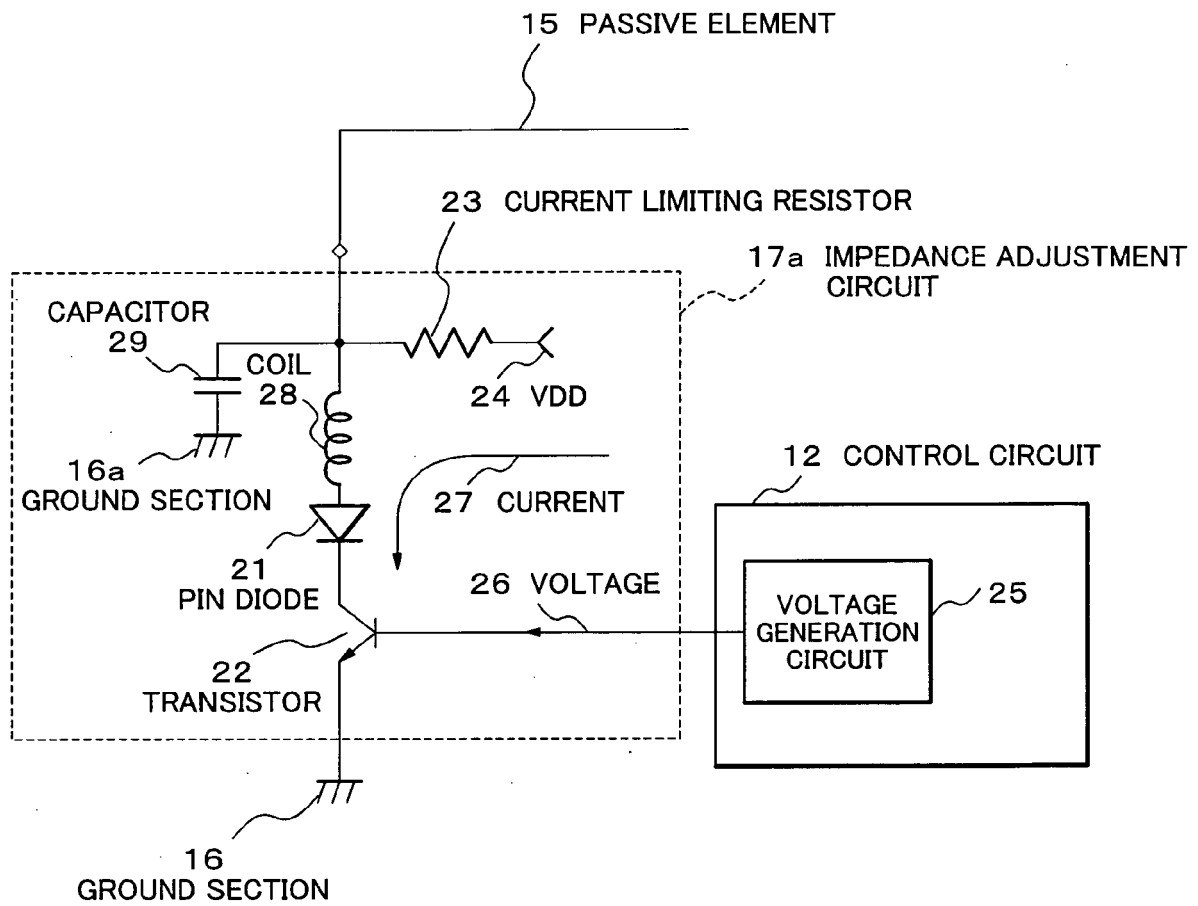 15 PASSIVE ELEMENT
23 CURRENT LIMITING RESISTOR
17a IMPEDANCE ADJUSTMENT
CIRCUIT
CAPACITOR
29
COIL
28
24 VDD
16a
GROUND SECTION
27 CURRENT
12 CONTROL CIRCUIT
21
PIN DIODE
26 VOLTAGE
VOLTAGE
GENERATION
CIRCUIT
25
22
TRANSISTOR
16
GROUND SECTION